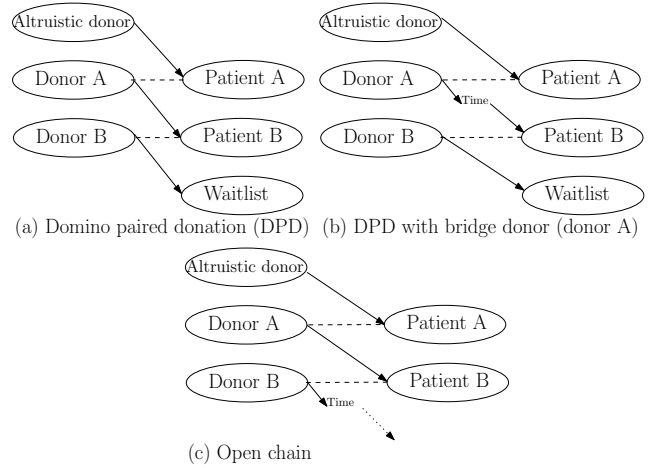 Altruistic donor
Altruistic donor
Donor A
Patient A
Donor A
Patient A
Time
Donor B
Patient B
Donor B
Patient B
Waitlist
Waitlist
(a) Domino paired donation (DPD)
(b) DPD with bridge donor (donor A)
Altruistic donor
Donor A
Patient A
Donor B
Patient B
Time
(c) Open chain